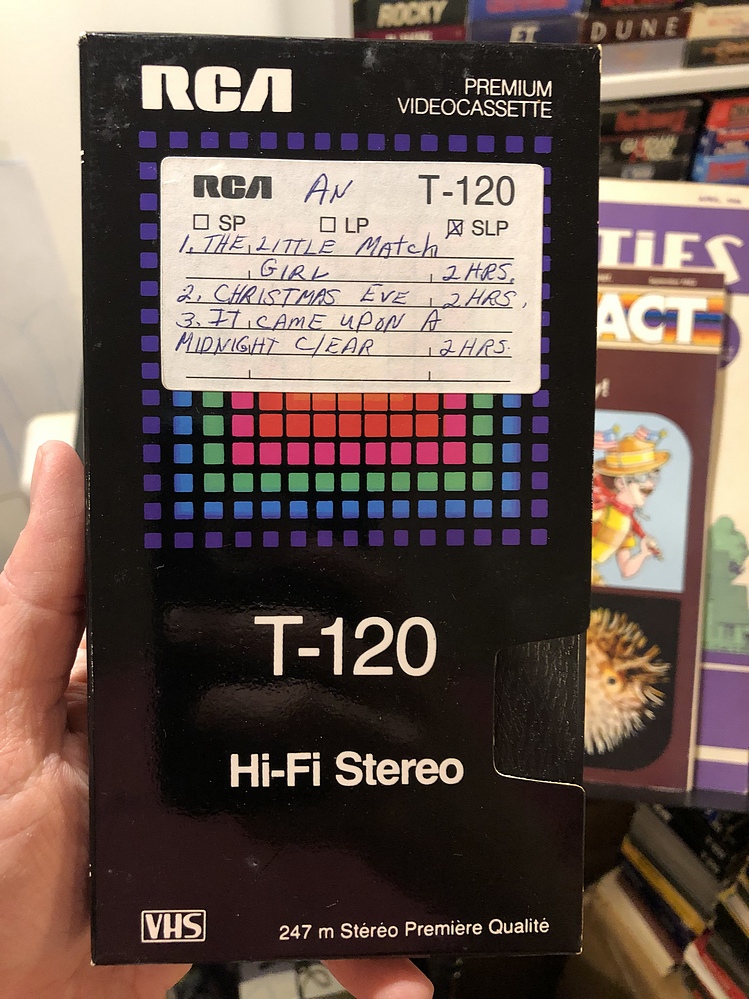 ROCKY
ET
DUNE
RCA
PREMIUM
VIDEOCASSETTE
RCA AN T-120
☐ SP ☐ LP ☒ SLP
1. THE LITTLE MAtch
GIRL 2 HRS.
2. CHRISTMAS EVE 2 HRS.
3. IT CAME UPON A
MIDNIGHT CLEAR 2 HRS.
TIES
ACT
T-120
Hi-Fi Stereo
VHS
247 m Stéréo Première Qualité